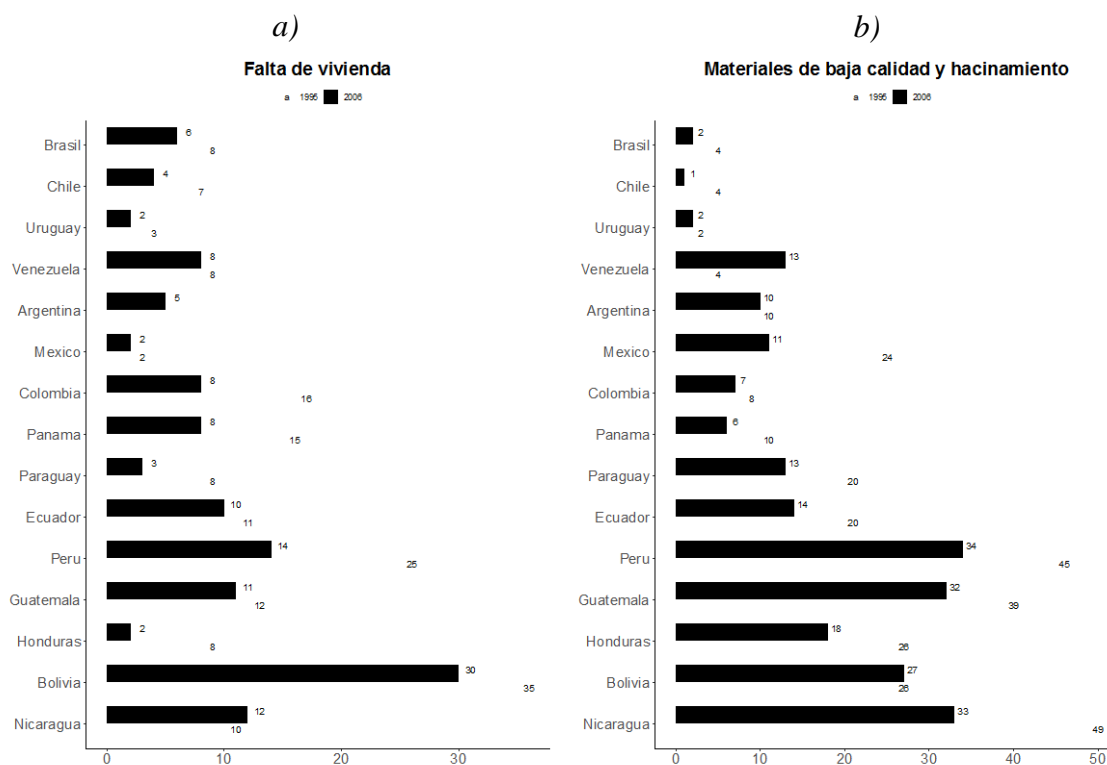 a)
Falta de vivienda
a 1995 2006
Brasil 6
8
Chile 4
7
Uruguay 2
3
Venezuela 8
8
Argentina 5
Mexico 2
2
Colombia 8
16
Panama 8
15
Paraguay 3
8
Ecuador 10
11
Peru 14
25
Guatemala 11
12
Honduras 2
8
Bolivia 30
35
Nicaragua 12
10
0 10 20 30
b)
Materiales de baja calidad y hacinamiento
a 1995 2006
Brasil 2
4
Chile 1
4
Uruguay 2
2
Venezuela 13
4
Argentina 10
10
Mexico 11
24
Colombia 7
8
Panama 6
10
Paraguay 13
20
Ecuador 14
20
Peru 34
45
Guatemala 32
39
Honduras 18
26
Bolivia 27
26
Nicaragua 33
49
0 10 20 30 40 50